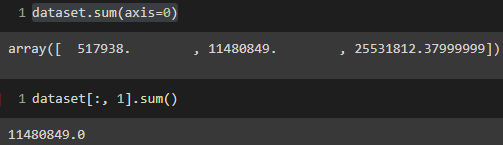 1 dataset.sum(axis=0)
array([  517938.        , 11480849.        , 25531812.37999999])
1 dataset[:, 1].sum()
11480849.0